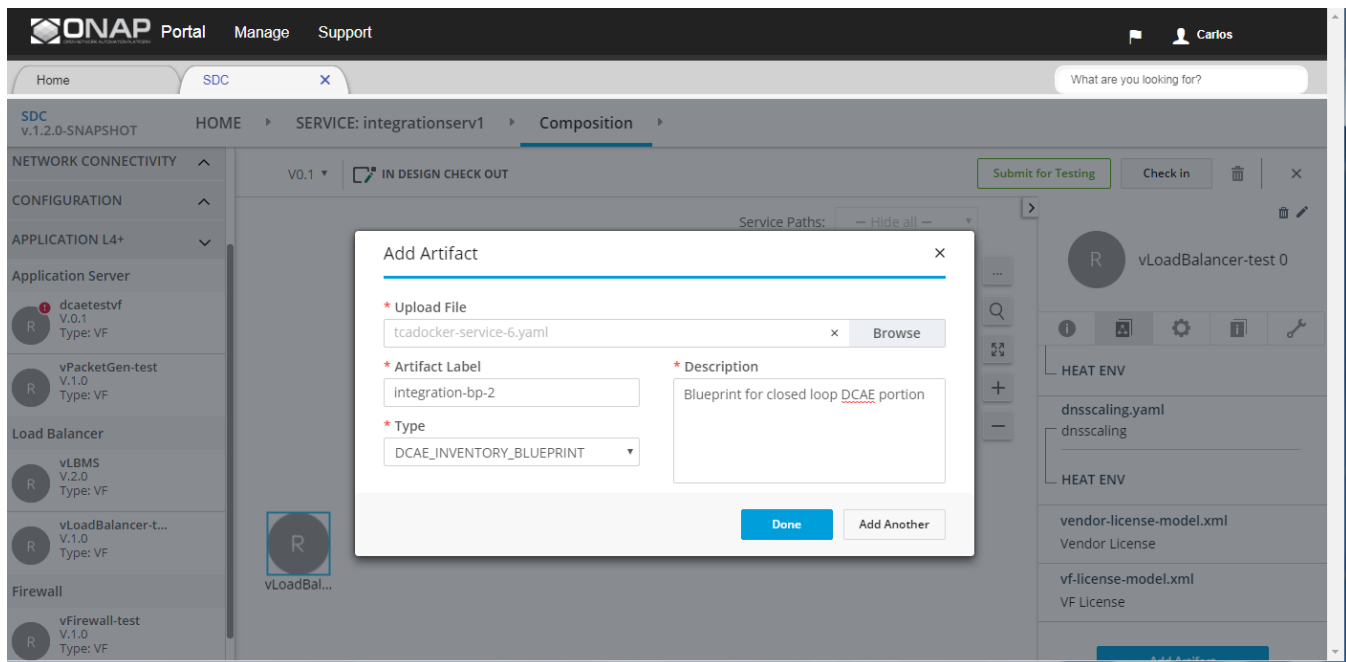 ONAP Portal Manage Support Carlos
OPEN NETWORK AUTOMATION PLATFORM
Home SDC X What are you looking for?
SDC
v.1.2.0-SNAPSHOT
HOME SERVICE: integrationserv1 Composition
NETWORK CONNECTIVITY
V0.1 IN DESIGN CHECK OUT Submit for Testing Check in
CONFIGURATION
APPLICATION L4+
Service Paths: — Hide all —
Application Server
R dcaetestvf
V.0.1
Type: VF
R vPacketGen-test
V.1.0
Type: VF
Load Balancer
R vLBMS
V.2.0
Type: VF
R vLoadBalancer-t...
V.1.0
Type: VF
Firewall
R vFirewall-test
V.1.0
Type: VF
Add Artifact
* Upload File
tcadocker-service-6.yaml × Browse
* Artifact Label
integration-bp-2
* Type
DCAE_INVENTORY_BLUEPRINT
* Description
Blueprint for closed loop DCAE portion
Done Add Another
R
vLoadBal...
...
R vLoadBalancer-test 0
HEAT ENV
dnsscaling.yaml
dnsscaling
HEAT ENV
vendor-license-model.xml
Vendor License
vf-license-model.xml
VF License
Add Artifact